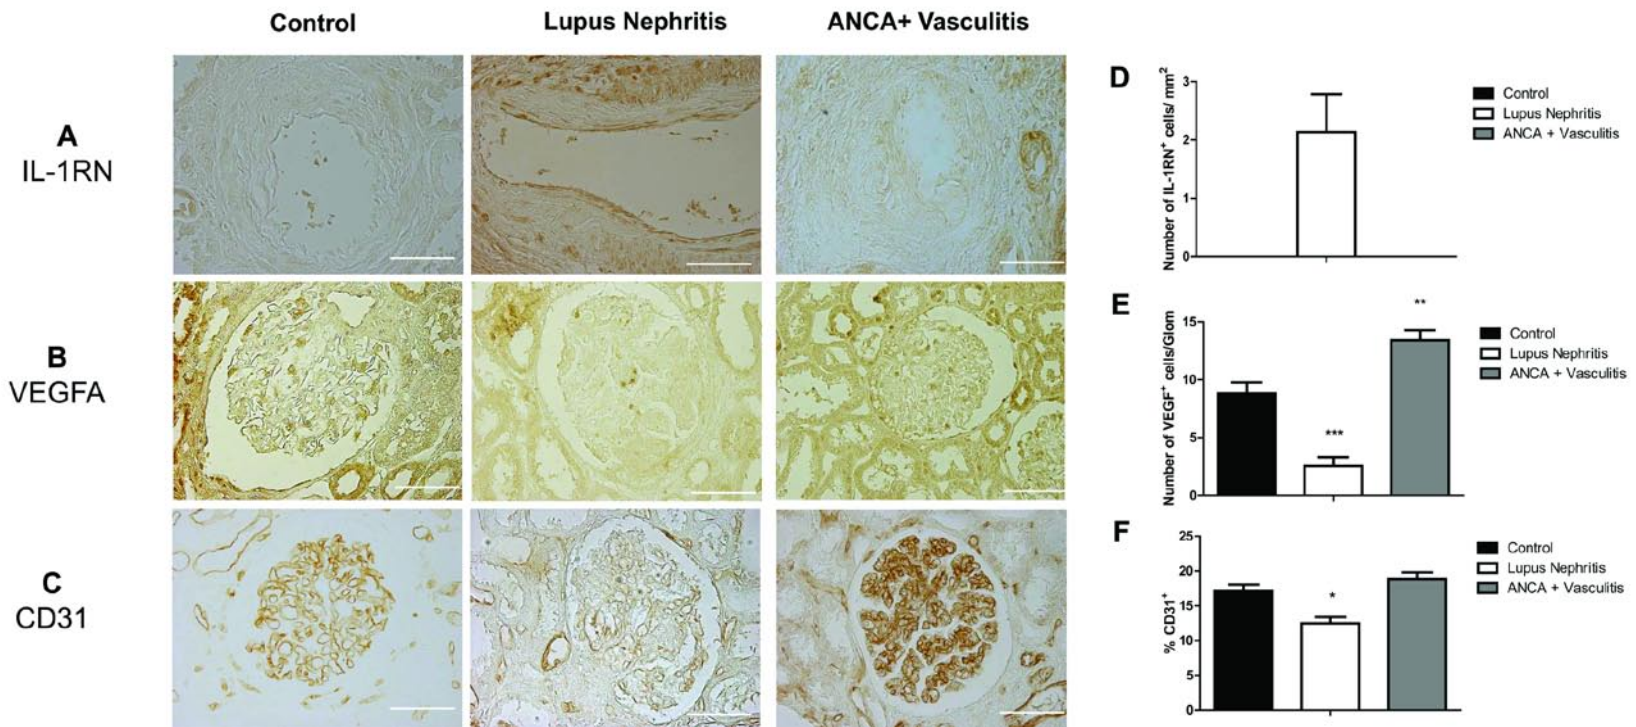 Control
Lupus Nephritis
ANCA+ Vasculitis
A
IL-1RN
B
VEGFA
C
CD31
D
Number of IL-1RN⁺ cells/ mm²
3
2
1
0
Control
Lupus Nephritis
ANCA + Vasculitis
E
Number of VEGF⁺ cells/Glom
15
10
5
0
***
**
Control
Lupus Nephritis
ANCA + Vasculitis
F
% CD31⁺
25
20
15
10
5
0
*
Control
Lupus Nephritis
ANCA + Vasculitis